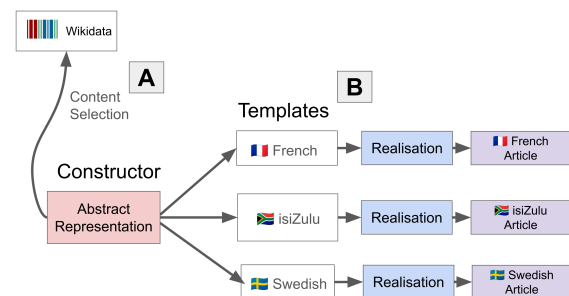 Wikidata
A
Content
Selection
B
Templates
French
Realisation
French
Article
Constructor
Abstract
Representation
isiZulu
Realisation
isiZulu
Article
Swedish
Realisation
Swedish
Article